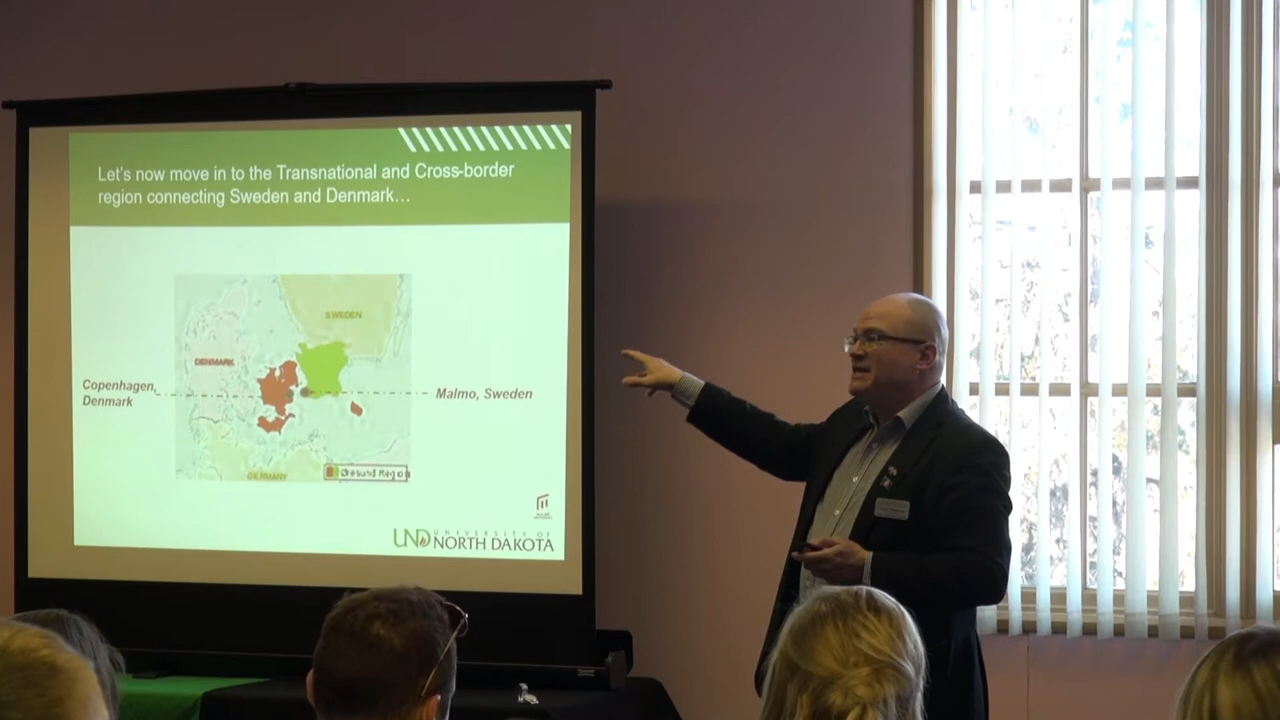 Let's now move in to the Transnational and Cross-border
region connecting Sweden and Denmark...
SWEDEN
DENMARK
Copenhagen,
Denmark
Malmo, Sweden
GERMANY
Øresund Region
UND UNIVERSITY OF
NORTH DAKOTA